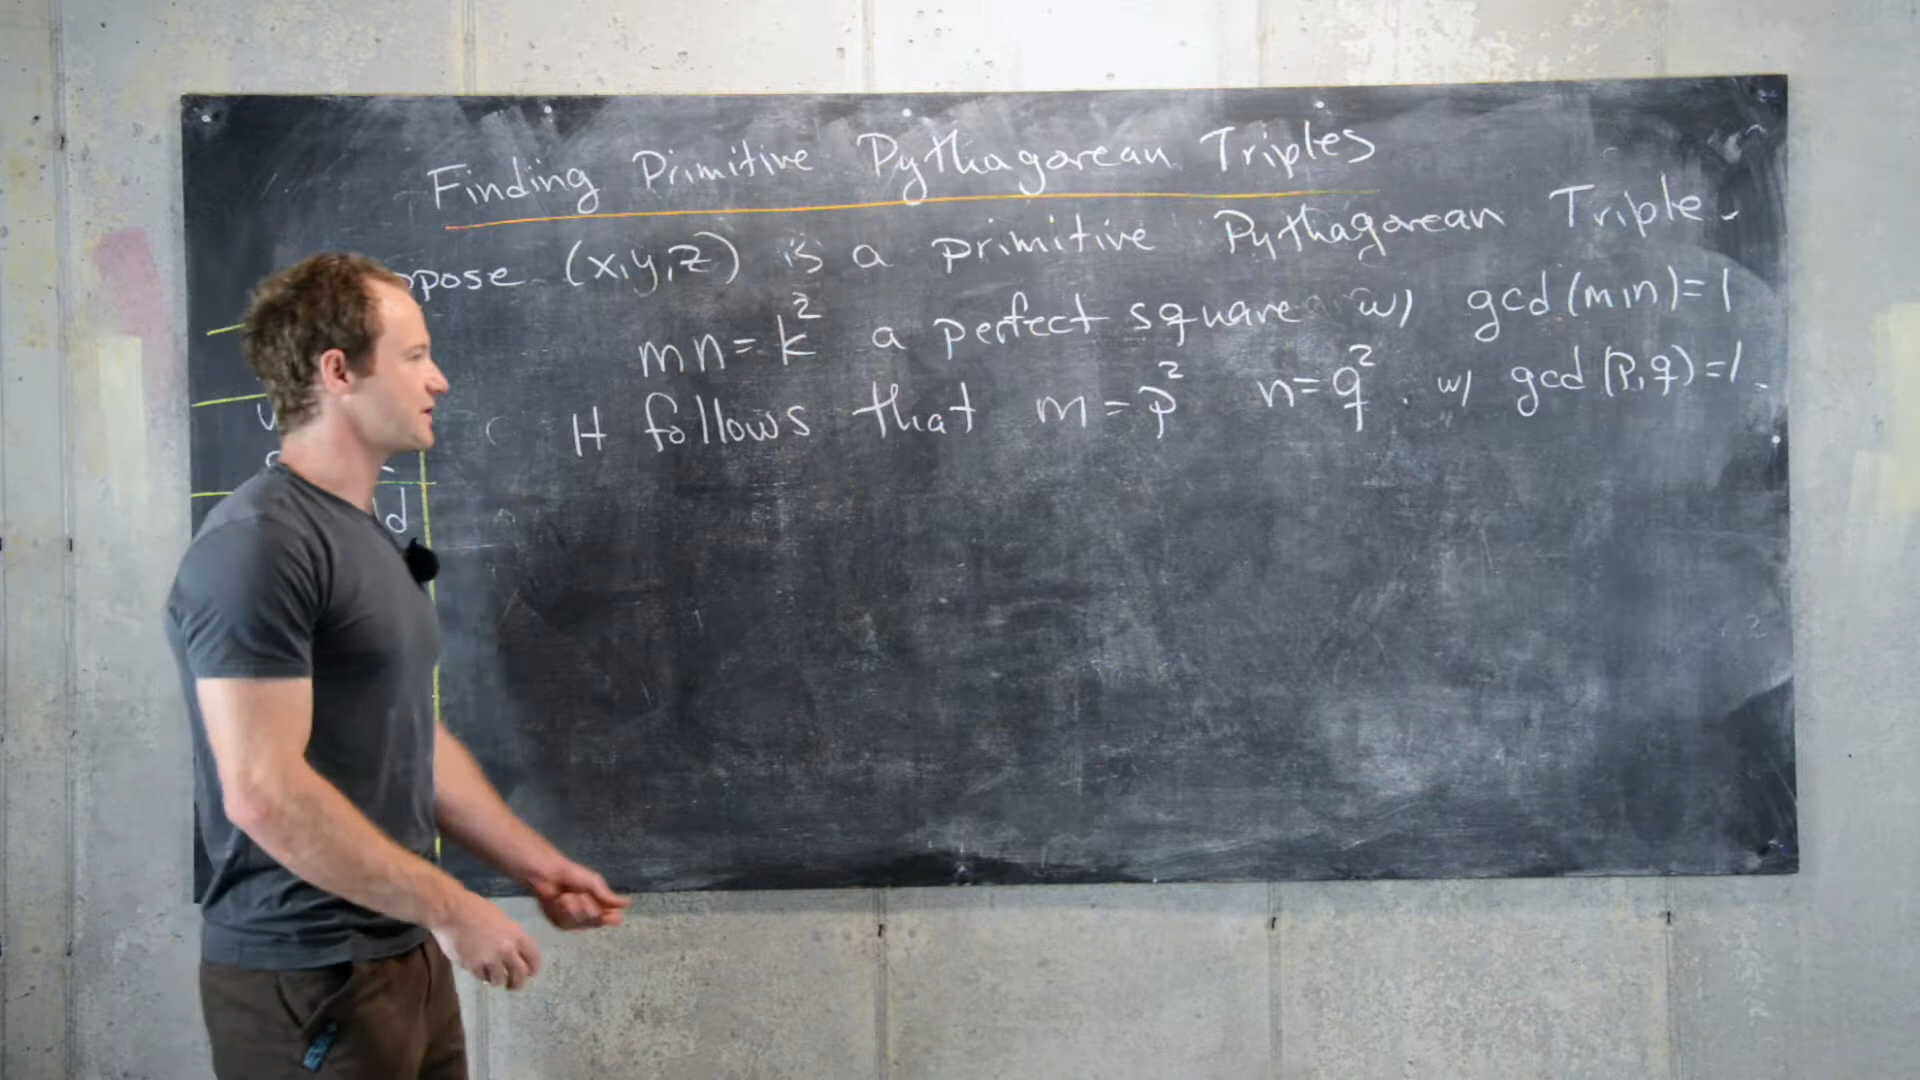 Finding Primitive Pythagorean Triples
ppose (x,y,z) is a primitive Pythagorean Triple.
mn=k² a perfect square w/ gcd(m,n)=1
It follows that m=p² n=q². w/ gcd(p,q)=1.
d